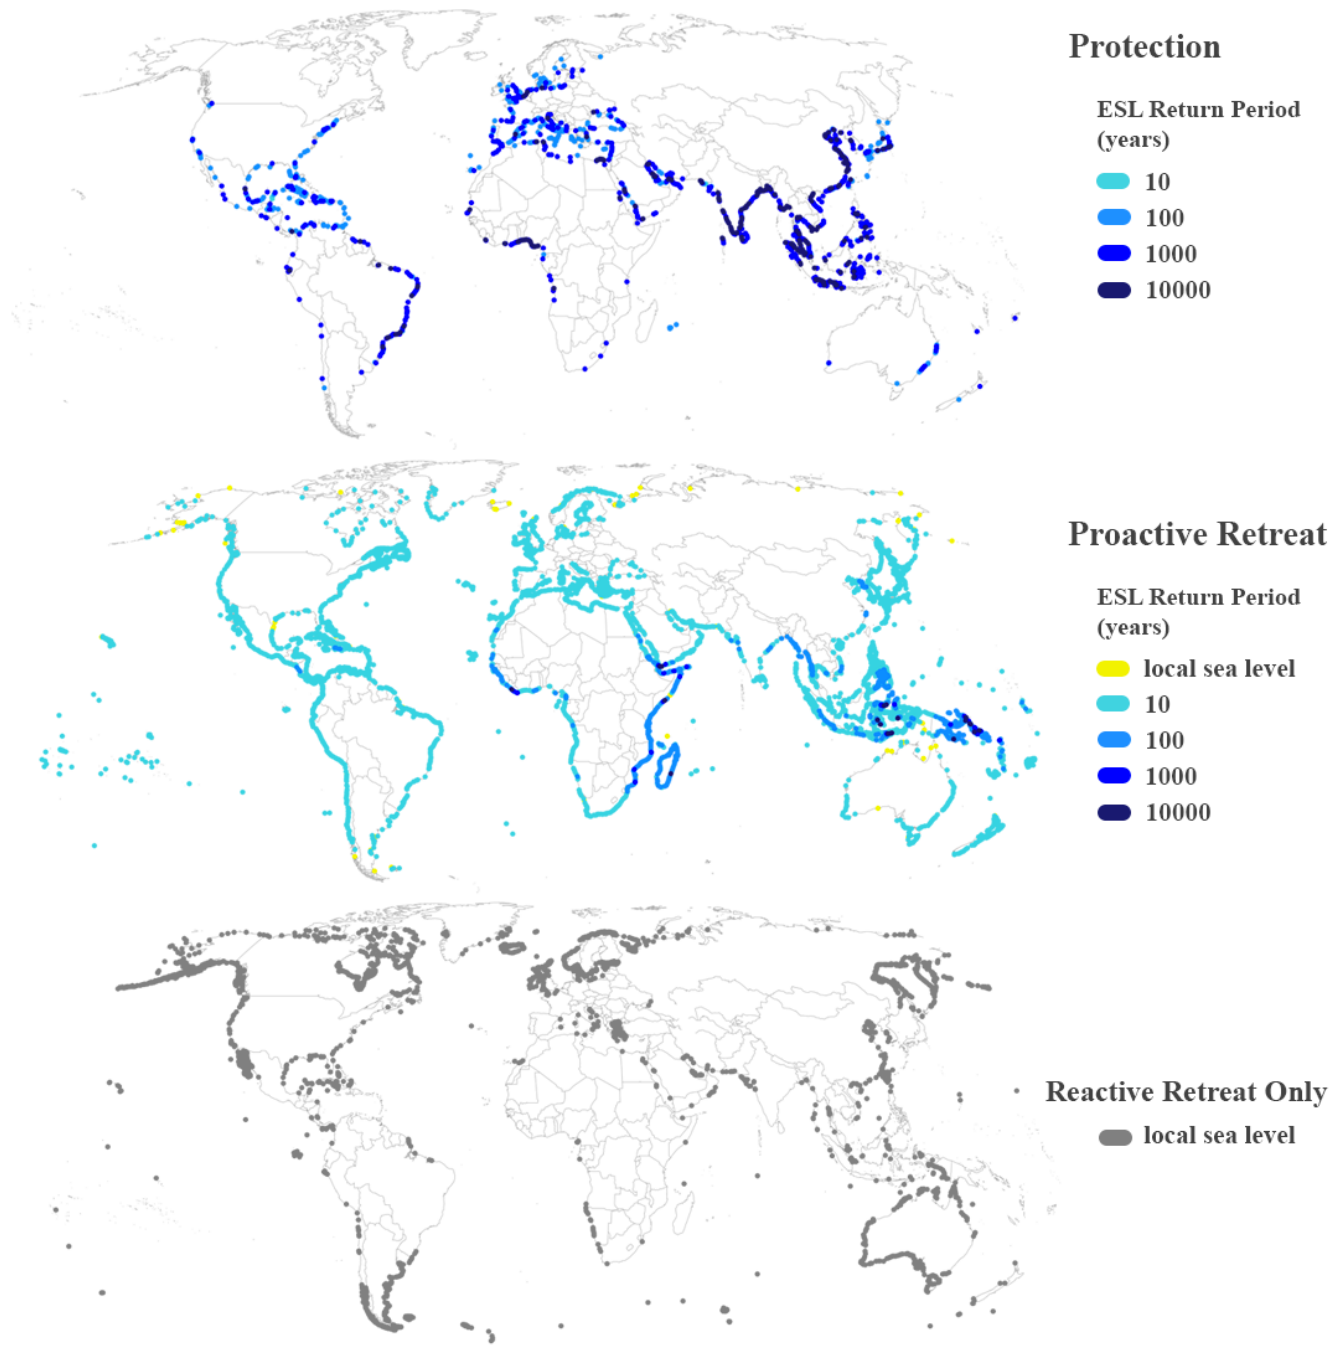 Protection
ESL Return Period
(years)
10
100
1000
10000
Proactive Retreat
ESL Return Period
(years)
local sea level
10
100
1000
10000
Reactive Retreat Only
local sea level